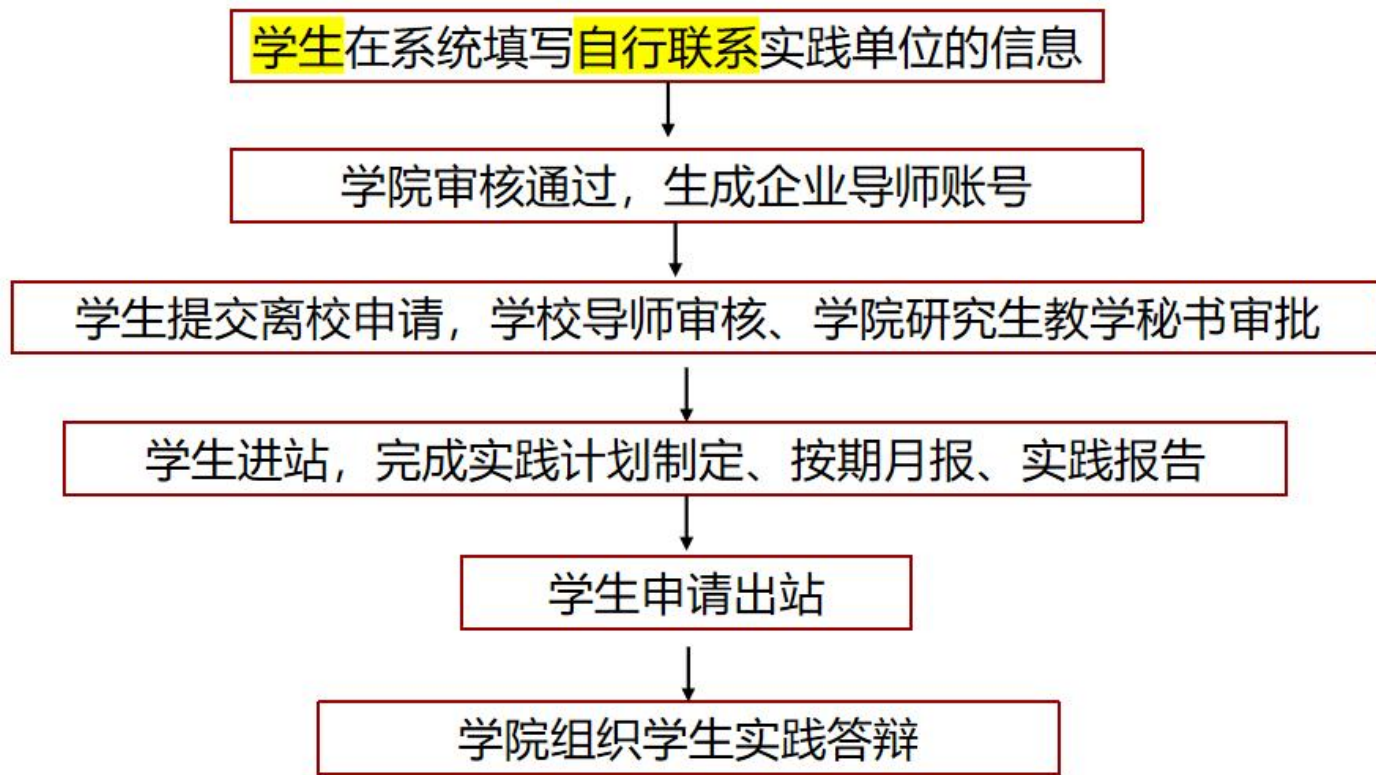 学生在系统填写自行联系实践单位的信息
学院审核通过，生成企业导师账号
学生提交离校申请，学校导师审核、学院研究生教学秘书审批
学生进站，完成实践计划制定、按期月报、实践报告
学生申请出站
学院组织学生实践答辩